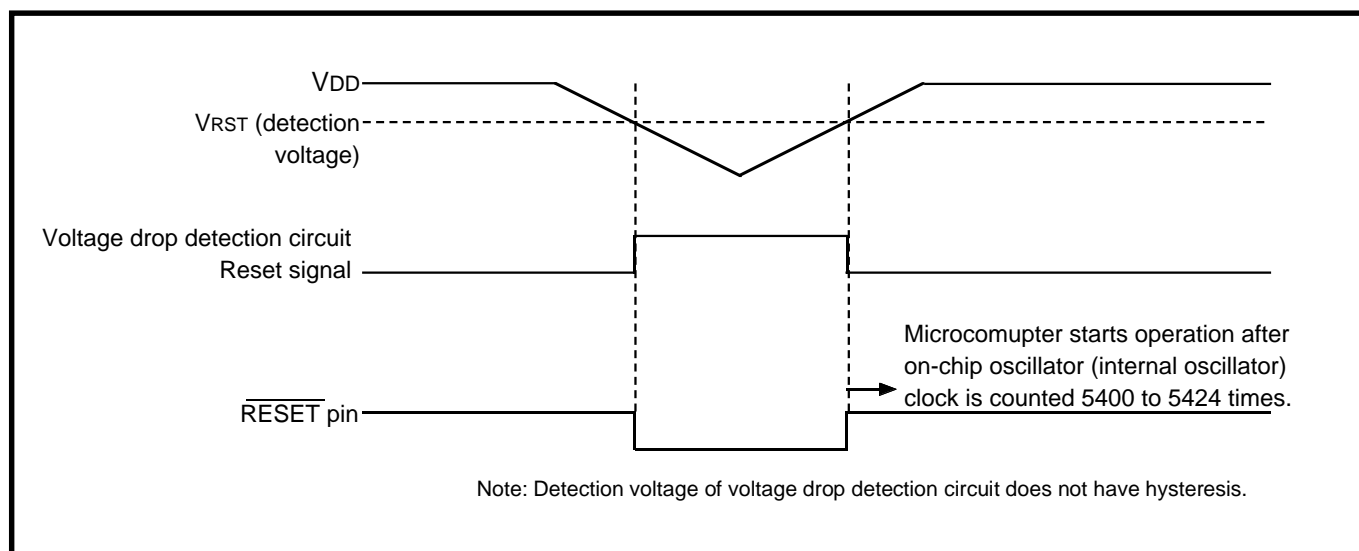 VDD
VRST (detection
voltage)
Voltage drop detection circuit
Reset signal
Microcomupter starts operation after
on-chip oscillator (internal oscillator)
clock is counted 5400 to 5424 times.
RESET pin
Note: Detection voltage of voltage drop detection circuit does not have hysteresis.